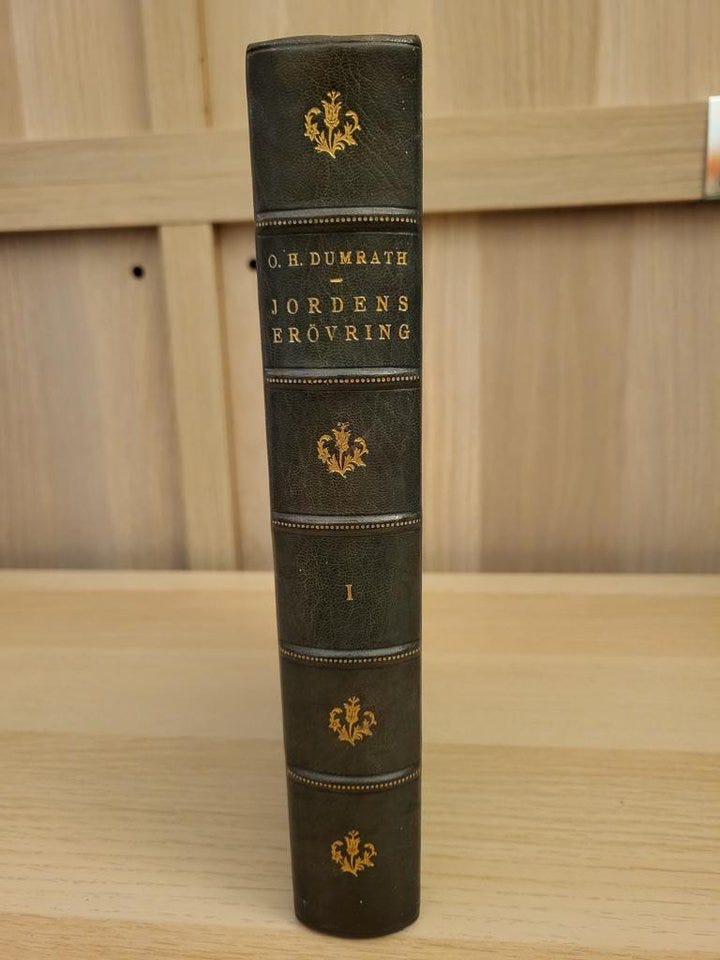 O. H. DUMRATH
JORDENS
ERÖVRING
I